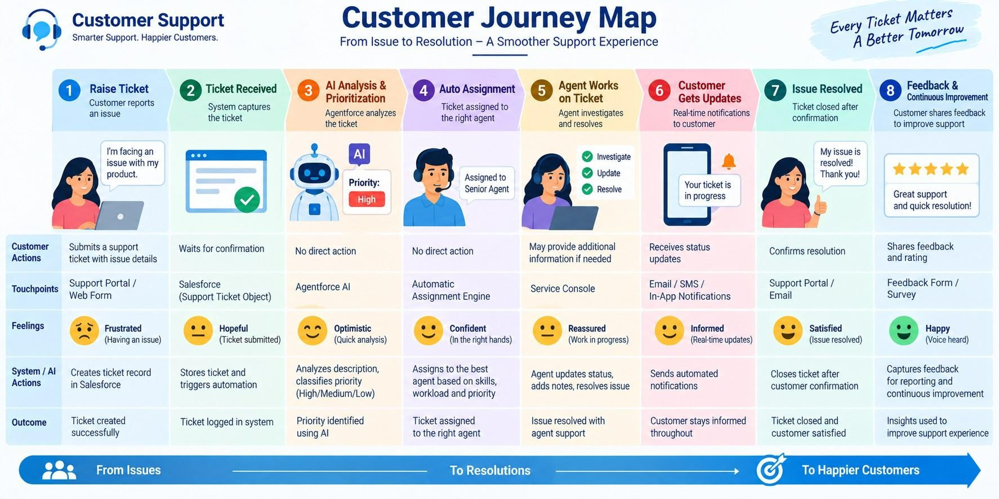 Customer Support
Smarter Support. Happier Customers.
Customer Journey Map
From Issue to Resolution – A Smoother Support Experience
Every Ticket Matters
A Better Tomorrow
1
Raise Ticket
Customer reports
an issue
2
Ticket Received
System captures
the ticket
3
AI Analysis &
Prioritization
Agentforce analyzes
the ticket
4
Auto Assignment
Ticket assigned to
the right agent
5
Agent Works
on Ticket
Agent investigates
and resolves
6
Customer
Gets Updates
Real-time notifications
to customer
7
Issue Resolved
Ticket closed after
confirmation
8
Feedback &
Continuous Improvement
Customer shares feedback
to improve support
I'm facing an
issue with my
product.
AI
Priority:
High
Assigned to
Senior Agent
Investigate
Update
Resolve
Your ticket is
in progress
My issue is
resolved!
Thank you!
Great support
and quick resolution!
Customer
Actions
Submits a support
ticket with issue details
Waits for confirmation
No direct action
No direct action
May provide additional
information if needed
Receives status
updates
Confirms resolution
Shares feedback
and rating
Touchpoints
Support Portal /
Web Form
Salesforce
(Support Ticket Object)
Agentforce AI
Automatic
Assignment Engine
Service Console
Email / SMS /
In-App Notifications
Support Portal /
Email
Feedback Form /
Survey
Feelings
Frustrated
(Having an issue)
Hopeful
(Ticket submitted)
Optimistic
(Quick analysis)
Confident
(In the right hands)
Reassured
(Work in progress)
Informed
(Real-time updates)
Satisfied
(Issue resolved)
Happy
(Voice heard)
System / AI
Actions
Creates ticket record
in Salesforce
Stores ticket and
triggers automation
Analyzes description,
classifies priority
(High/Medium/Low)
Assigns to the best
agent based on skills,
workload and priority
Agent updates status,
adds notes, resolves issue
Sends automated
notifications
Closes ticket after
customer confirmation
Captures feedback
for reporting and
continuous improvement
Outcome
Ticket created
successfully
Ticket logged in system
Priority identified
using AI
Ticket assigned
to the right agent
Issue resolved with
agent support
Customer stays informed
throughout
Ticket closed and
customer satisfied
Insights used to
improve support experience
From Issues
To Resolutions
To Happier Customers